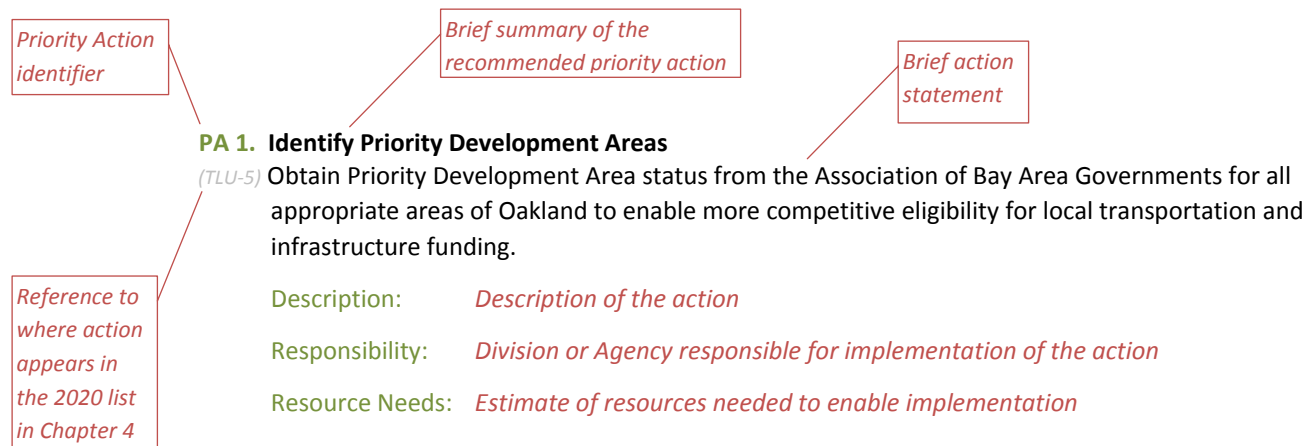 Priority Action
identifier
Brief summary of the
recommended priority action
Brief action
statement
PA 1. Identify Priority Development Areas
(TLU-5) Obtain Priority Development Area status from the Association of Bay Area Governments for all
appropriate areas of Oakland to enable more competitive eligibility for local transportation and
infrastructure funding.
Reference to
where action
appears in
the 2020 list
in Chapter 4
Description: Description of the action
Responsibility: Division or Agency responsible for implementation of the action
Resource Needs: Estimate of resources needed to enable implementation